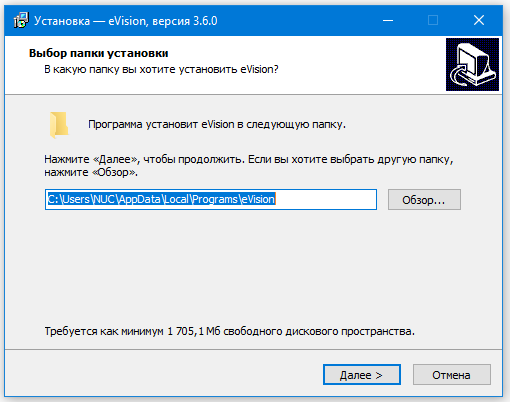 Установка — eVision, версия 3.6.0
Выбор папки установки
В какую папку вы хотите установить eVision?
Программа установит eVision в следующую папку.
Нажмите «Далее», чтобы продолжить. Если вы хотите выбрать другую папку,
нажмите «Обзор».
C:\Users\NUC\AppData\Local\Programs\eVision
Обзор...
Требуется как минимум 1 705,1 Мб свободного дискового пространства.
Далее >
Отмена